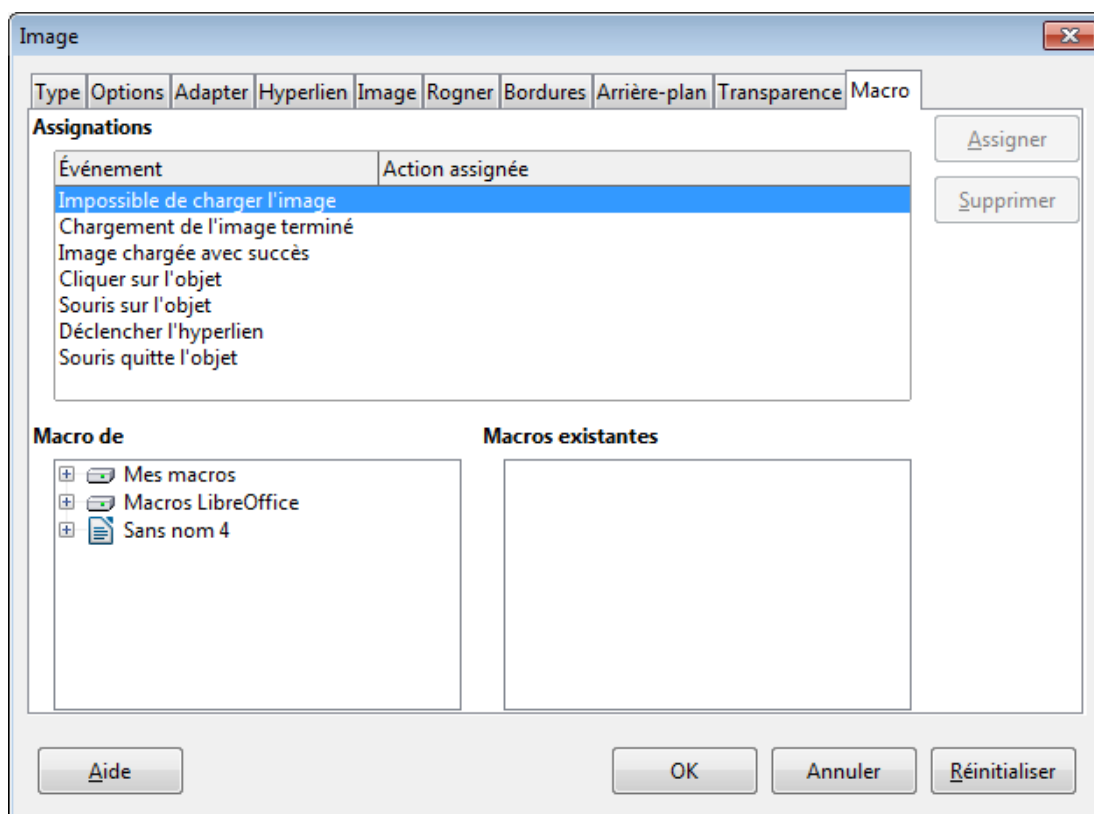 Image
Type Options Adapter Hyperlien Image Rogner Bordures Arrière-plan Transparence Macro
Assignations
Assigner
Événement Action assignée
Supprimer
Impossible de charger l'image
Chargement de l'image terminé
Image chargée avec succès
Cliquer sur l'objet
Souris sur l'objet
Déclencher l'hyperlien
Souris quitte l'objet
Macro de Macros existantes
Mes macros
Macros LibreOffice
Sans nom 4
Aide OK Annuler Réinitialiser